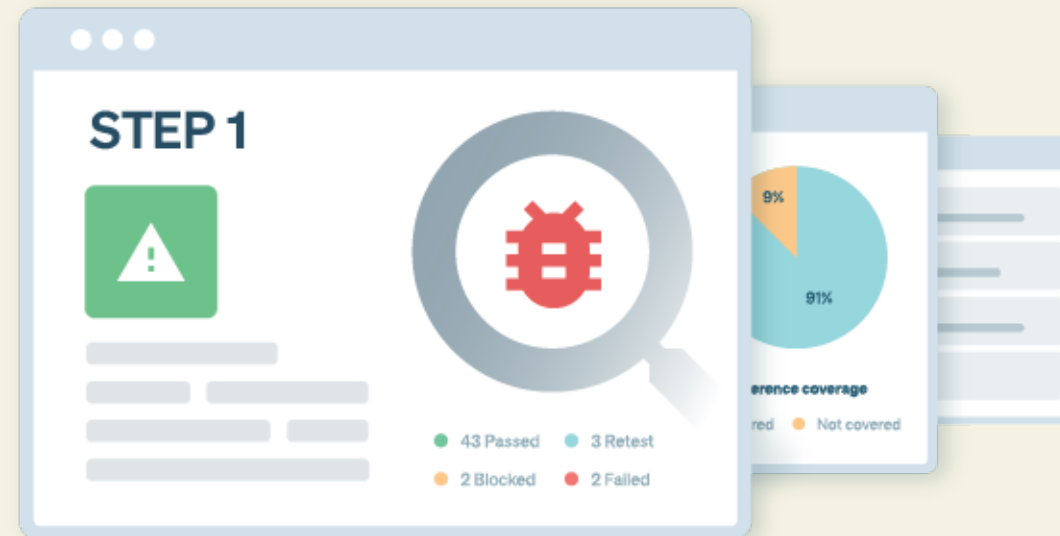 STEP 1
43 Passed
3 Retest
2 Blocked
2 Failed
9%
91%
erence coverage
red
Not covered